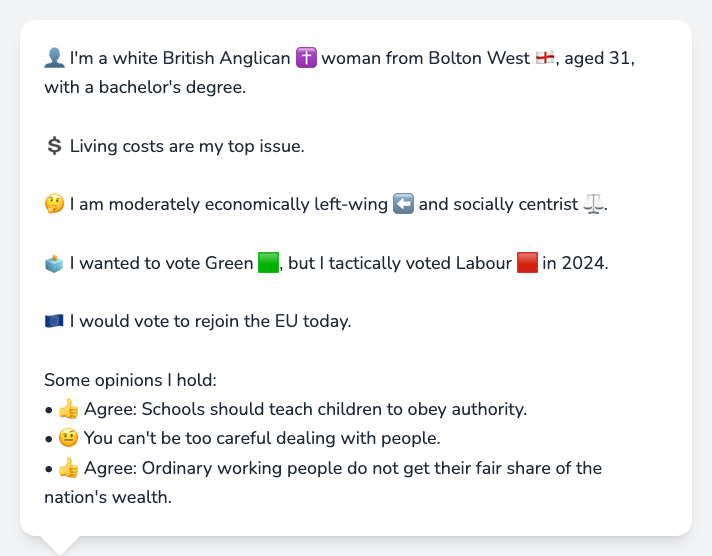 👤 I'm a white British Anglican ✝️ woman from Bolton West 🏴󠁧󠁢󠁥󠁮󠁧󠁿, aged 31,
with a bachelor's degree.
💲 Living costs are my top issue.
🤔 I am moderately economically left-wing ⬅️ and socially centrist ⚖️.
🗳️ I wanted to vote Green 🟩, but I tactically voted Labour 🟥 in 2024.
🇪🇺 I would vote to rejoin the EU today.
Some opinions I hold:
• 👍 Agree: Schools should teach children to obey authority.
• 🤨 You can't be too careful dealing with people.
• 👍 Agree: Ordinary working people do not get their fair share of the
nation's wealth.